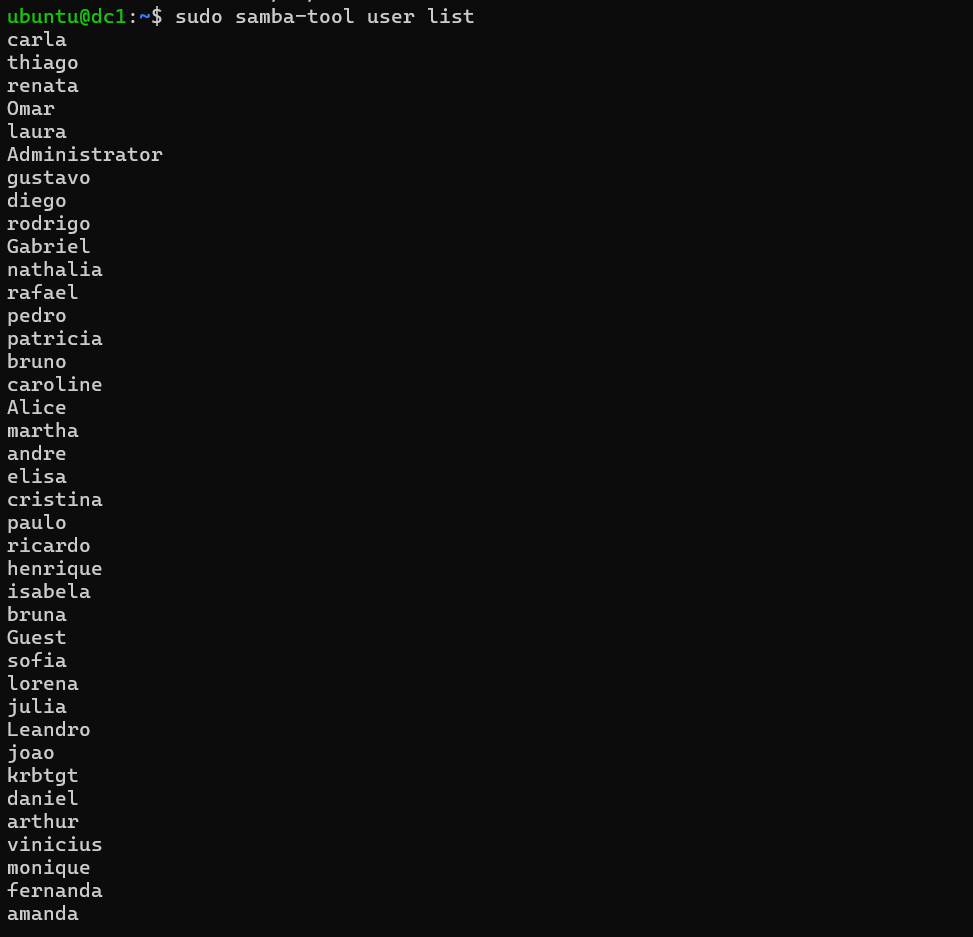 ubuntu@dc1:~$ sudo samba-tool user list
carla
thiago
renata
Omar
laura
Administrator
gustavo
diego
rodrigo
Gabriel
nathalia
rafael
pedro
patricia
bruno
caroline
Alice
martha
andre
elisa
cristina
paulo
ricardo
henrique
isabela
bruna
Guest
sofia
lorena
julia
Leandro
joao
krbtgt
daniel
arthur
vinicius
monique
fernanda
amanda